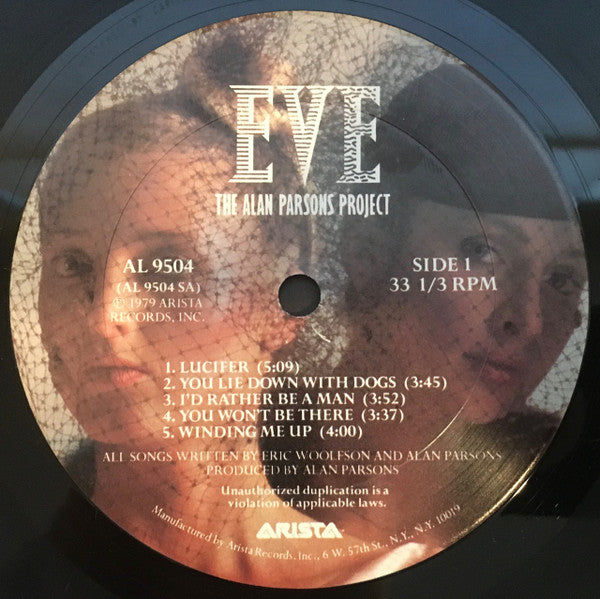 EVE
THE ALAN PARSONS PROJECT
AL 9504
(AL 9504 SA)
℗ 1979 ARISTA
RECORDS, INC.
SIDE 1
33 1/3 RPM
1. LUCIFER (5:09)
2. YOU LIE DOWN WITH DOGS (3:45)
3. I'D RATHER BE A MAN (3:52)
4. YOU WON'T BE THERE (3:37)
5. WINDING ME UP (4:00)
ALL SONGS WRITTEN BY ERIC WOOLFSON AND ALAN PARSONS
PRODUCED BY ALAN PARSONS
Unauthorized duplication is a
violation of applicable laws.
ARISTA
Manufactured by Arista Records, Inc., 6 W. 57th St., N.Y., N.Y. 10019